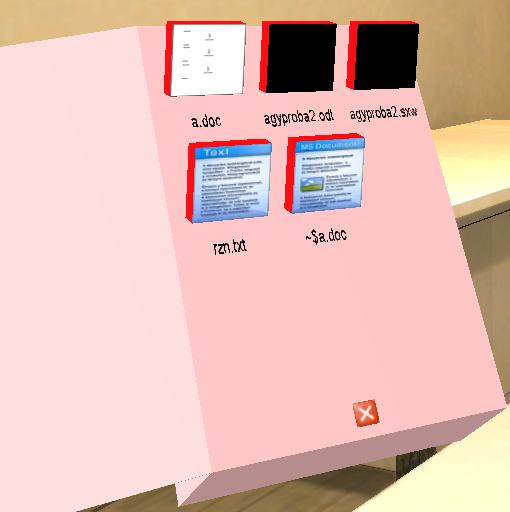 a.doc
agyproba2.odt
agyproba2.sxw
Text
MS Document
rzn.txt
~$a.doc